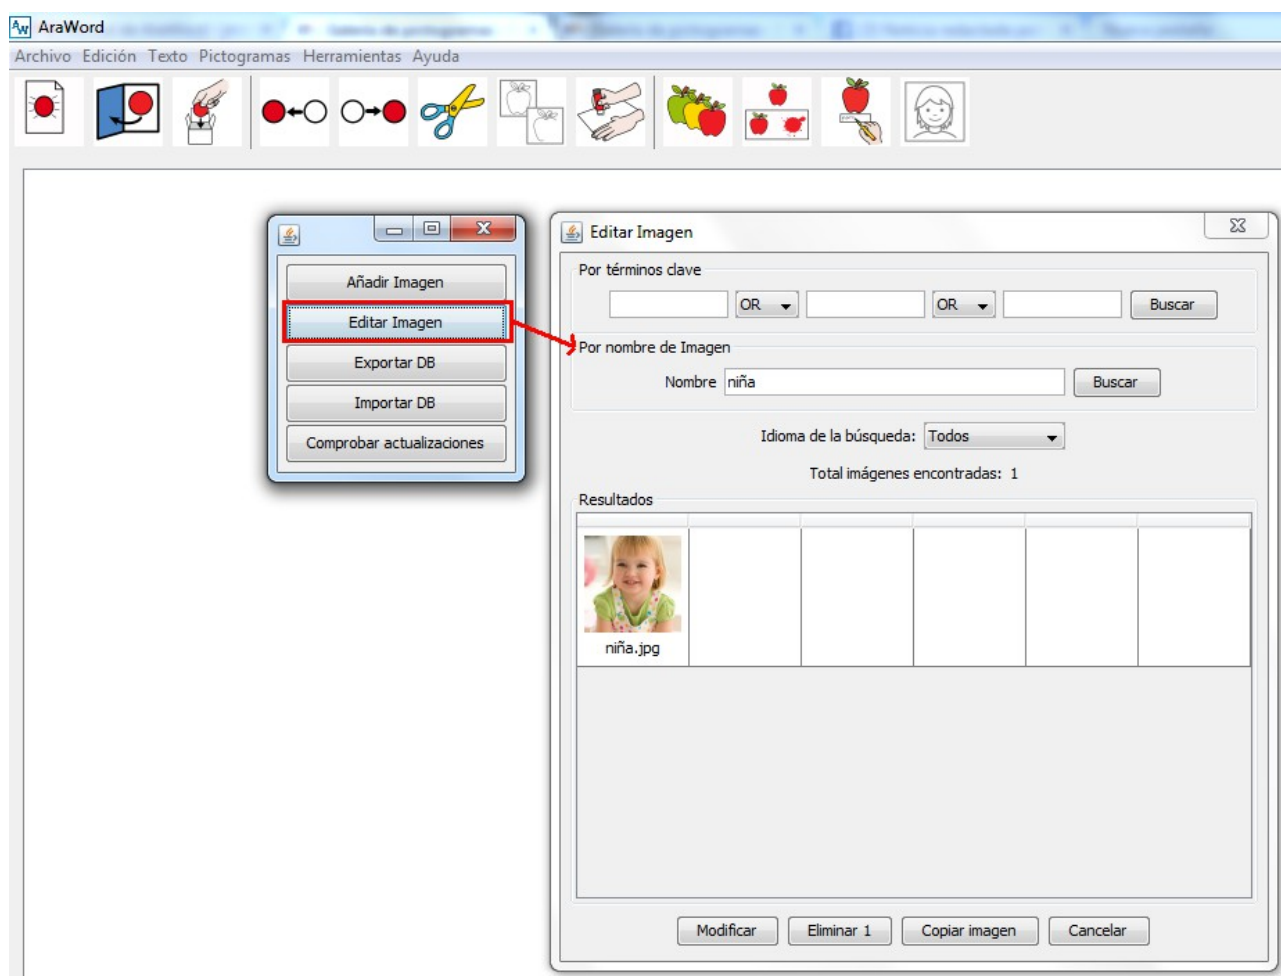 AraWord
Archivo Edición Texto Pictogramas Herramientas Ayuda
Añadir Imagen
Editar Imagen
Exportar DB
Importar DB
Comprobar actualizaciones
Editar Imagen
Por términos clave
OR OR Buscar
Por nombre de Imagen
Nombre niña Buscar
Idioma de la búsqueda: Todos
Total imágenes encontradas: 1
Resultados
niña.jpg
Modificar Eliminar 1 Copiar imagen Cancelar